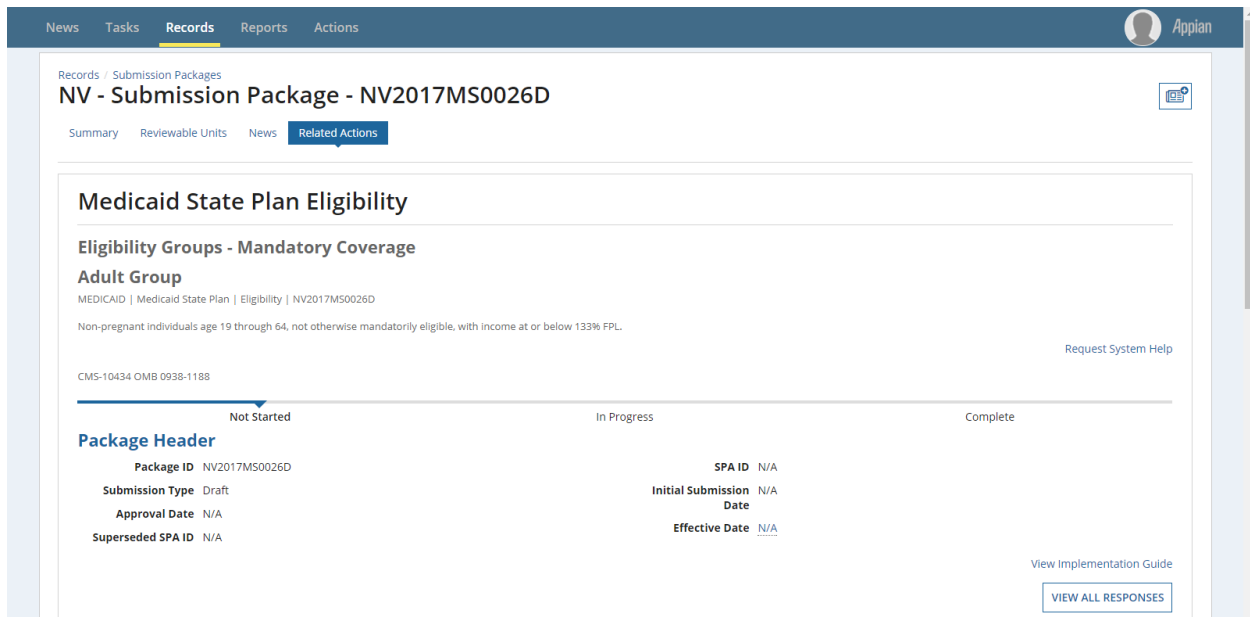 News Tasks Records Reports Actions Appian
Records / Submission Packages
NV - Submission Package - NV2017MS0026D
Summary Reviewable Units News Related Actions
Medicaid State Plan Eligibility
Eligibility Groups - Mandatory Coverage
Adult Group
MEDICAID | Medicaid State Plan | Eligibility | NV2017MS0026D
Non-pregnant individuals age 19 through 64, not otherwise mandatorily eligible, with income at or below 133% FPL.
Request System Help
CMS-10434 OMB 0938-1188
Not Started In Progress Complete
Package Header
Package ID NV2017MS0026D SPA ID N/A
Submission Type Draft Initial Submission N/A
Date
Approval Date N/A
Effective Date N/A
Superseded SPA ID N/A
View Implementation Guide
VIEW ALL RESPONSES